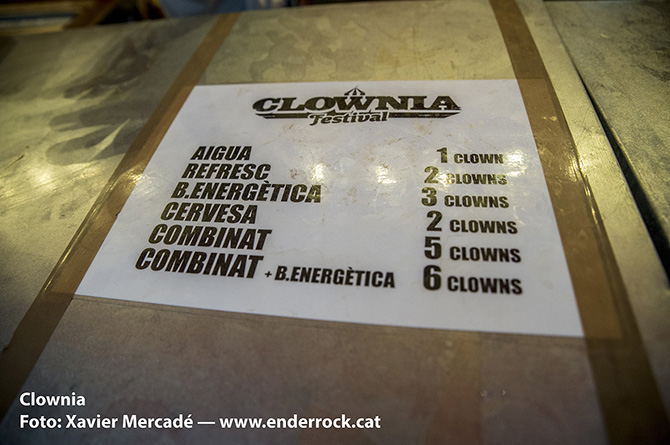 CLOWNIA
Festival
AIGUA 1 CLOWN
REFRESC 2 CLOWNS
B.ENERGÈTICA 3 CLOWNS
CERVESA 2 CLOWNS
COMBINAT 5 CLOWNS
COMBINAT + B.ENERGÈTICA 6 CLOWNS
Clownia
Foto: Xavier Mercadé — www.enderrock.cat